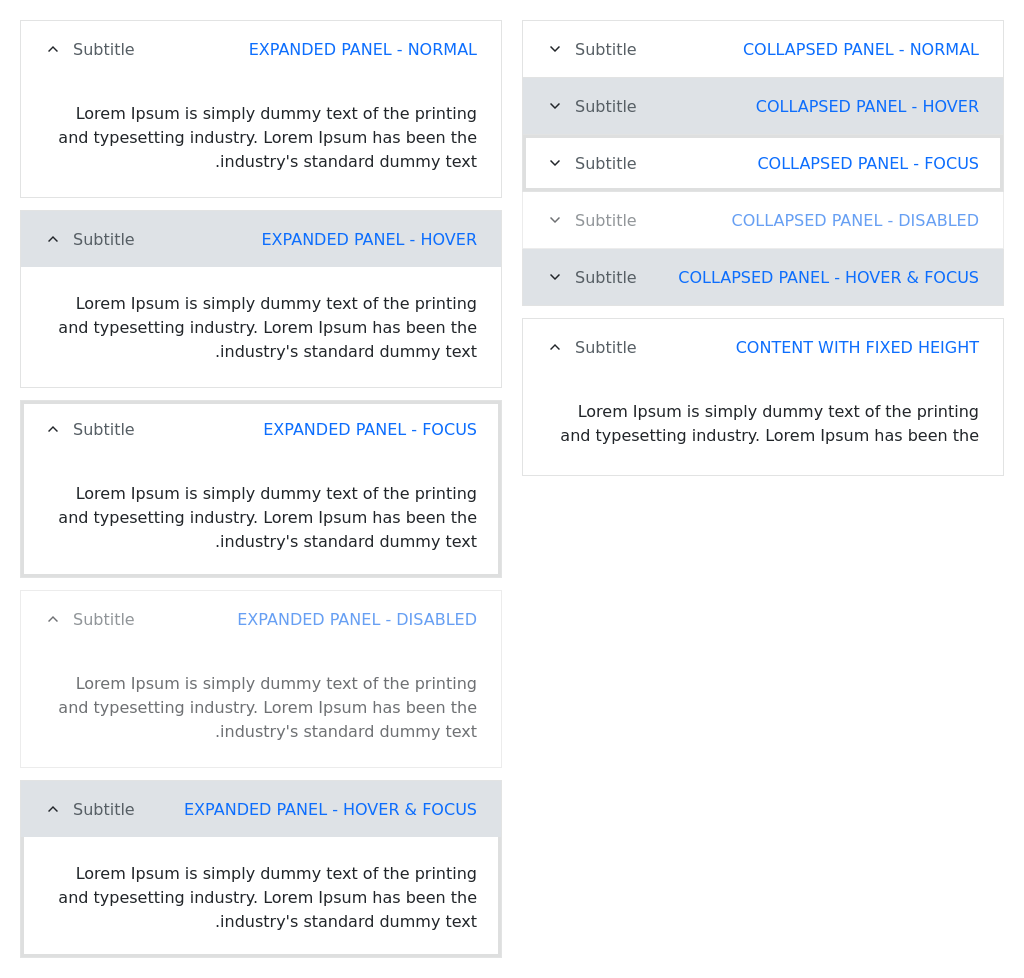 EXPANDED PANEL - NORMAL
Subtitle
Lorem Ipsum is simply dummy text of the printing
and typesetting industry. Lorem Ipsum has been the
.industry's standard dummy text
EXPANDED PANEL - HOVER
Subtitle
Lorem Ipsum is simply dummy text of the printing
and typesetting industry. Lorem Ipsum has been the
.industry's standard dummy text
EXPANDED PANEL - FOCUS
Subtitle
Lorem Ipsum is simply dummy text of the printing
and typesetting industry. Lorem Ipsum has been the
.industry's standard dummy text
EXPANDED PANEL - DISABLED
Subtitle
Lorem Ipsum is simply dummy text of the printing
and typesetting industry. Lorem Ipsum has been the
.industry's standard dummy text
EXPANDED PANEL - HOVER & FOCUS
Subtitle
Lorem Ipsum is simply dummy text of the printing
and typesetting industry. Lorem Ipsum has been the
.industry's standard dummy text
COLLAPSED PANEL - NORMAL
Subtitle
COLLAPSED PANEL - HOVER
Subtitle
COLLAPSED PANEL - FOCUS
Subtitle
COLLAPSED PANEL - DISABLED
Subtitle
COLLAPSED PANEL - HOVER & FOCUS
Subtitle
CONTENT WITH FIXED HEIGHT
Subtitle
Lorem Ipsum is simply dummy text of the printing
and typesetting industry. Lorem Ipsum has been the